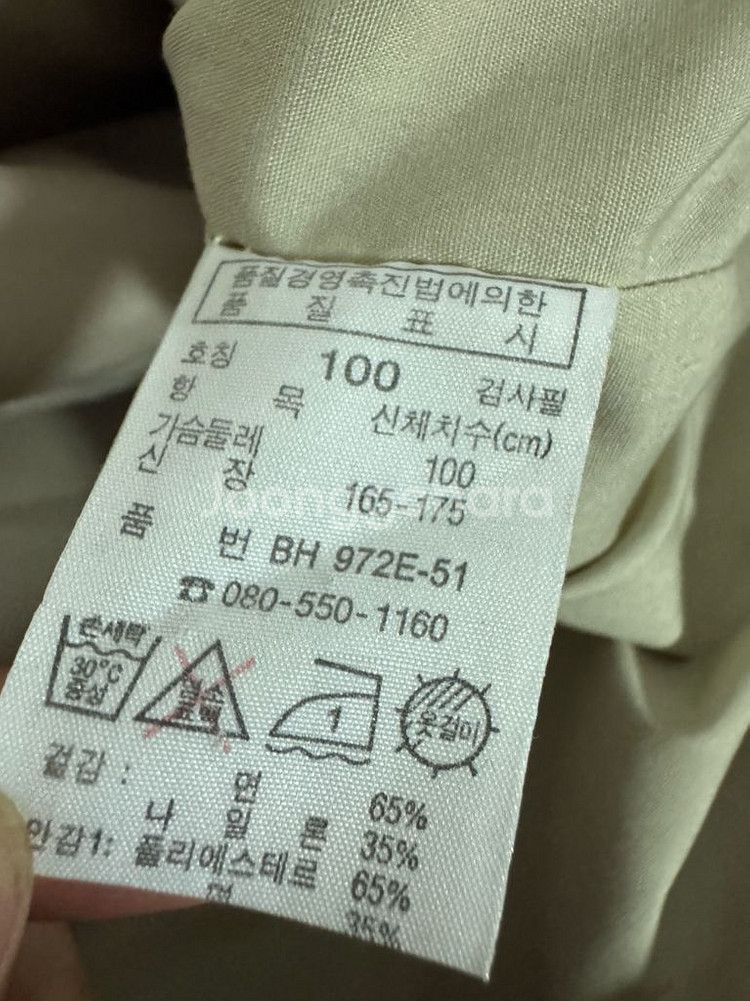 품질경영촉진법에의한
품 질 표 시
호칭 100 검사필
항 목 신체치수(cm)
가슴둘레 100
신 장 165-175
품 번 BH 972E-51
☎ 080-550-1160
손세탁
30°C
중성
1
옷걸이
겉감 : 면 65%
나 일 론 35%
안감1: 폴리에스테르 65%
면 35%
Joonggonara